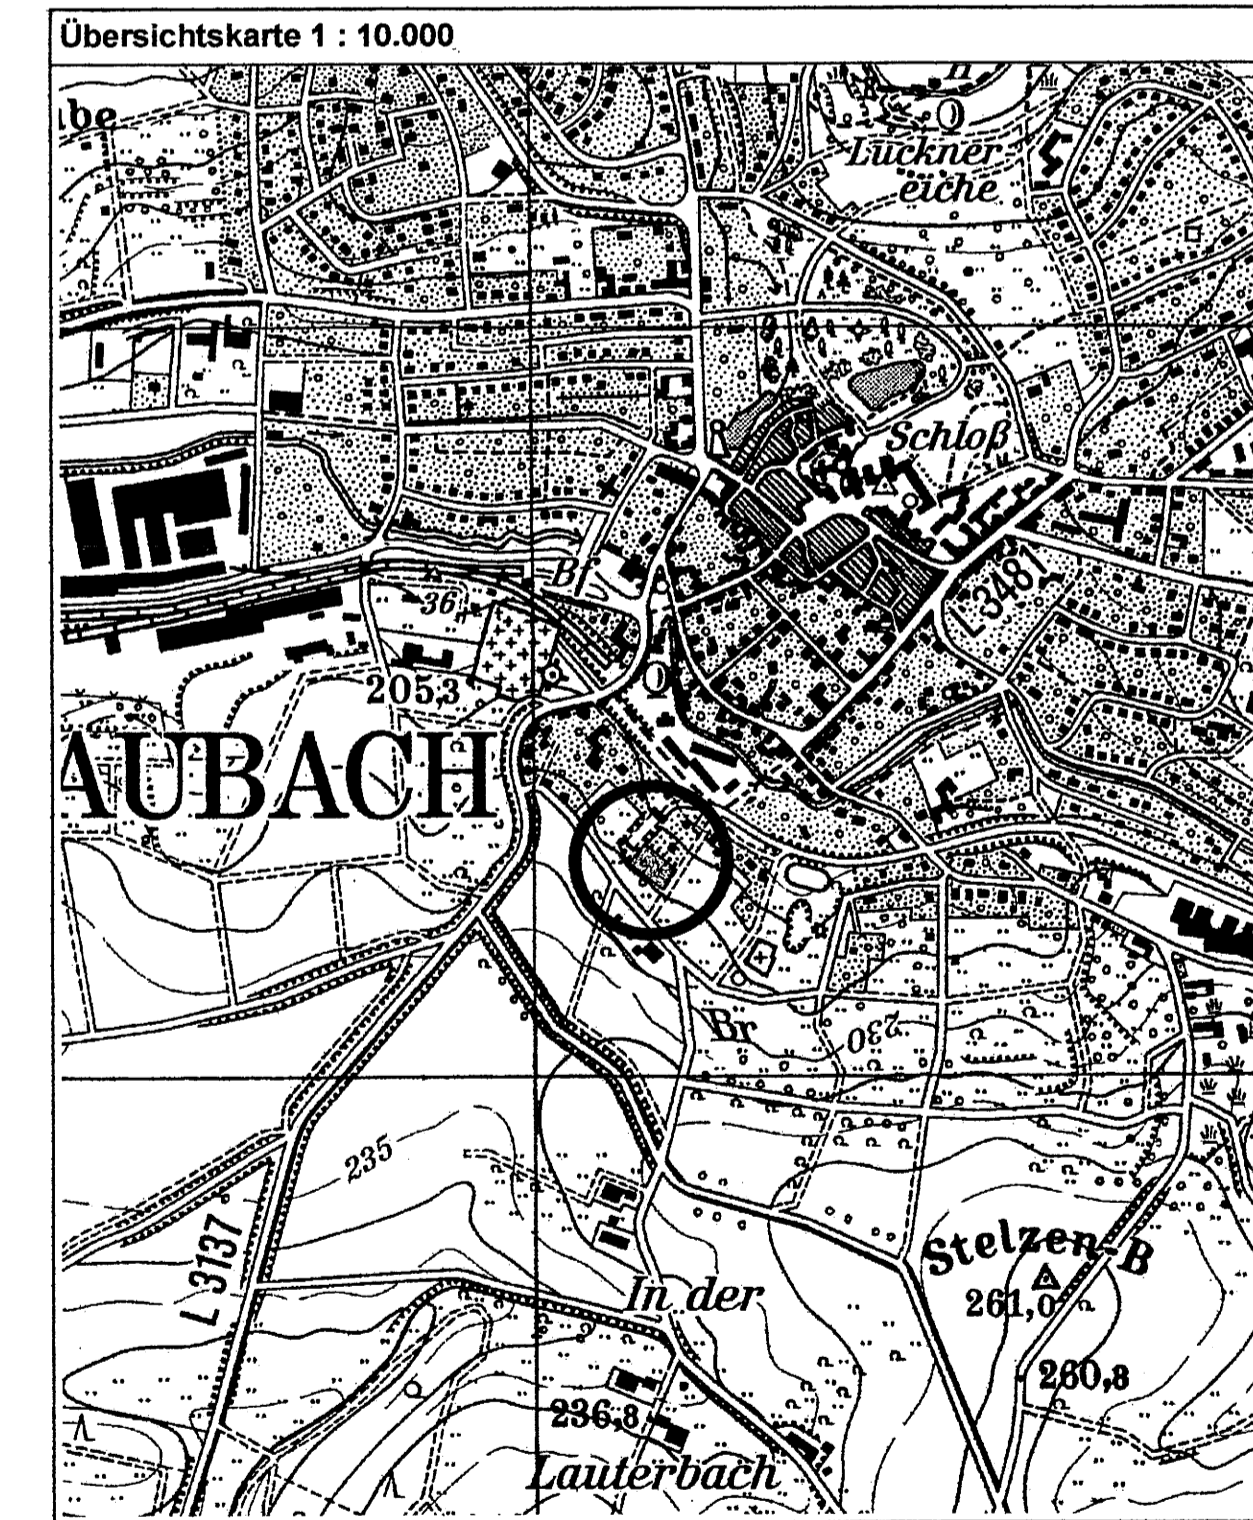 Übersichtskarte 1 : 10.000
Luckner
eiche
Schloß
Bf
36
L 3481
205,3
AUBACH
Br
230
235
L 3137
Stelzen-B
261,0
In der
260,8
236,8
Lauterbach